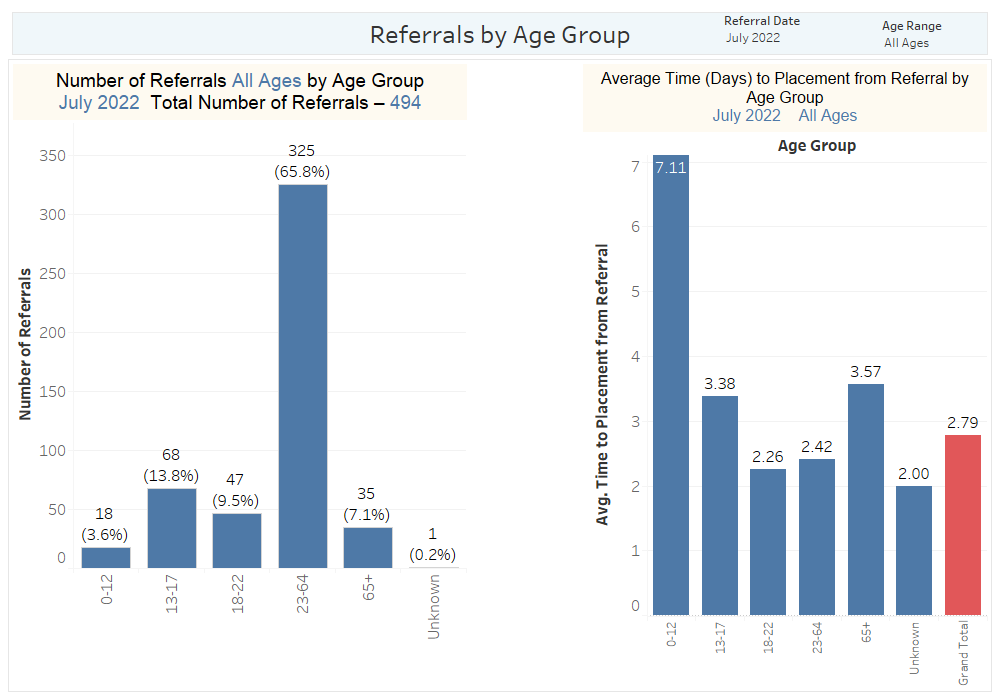 Referrals by Age Group
Referral Date
July 2022
Age Range
All Ages
Number of Referrals All Ages by Age Group
July 2022 Total Number of Referrals – 494
Number of Referrals
350
300
250
200
150
100
50
0
18
(3.6%)
68
(13.8%)
47
(9.5%)
325
(65.8%)
35
(7.1%)
1
(0.2%)
0-12
13-17
18-22
23-64
65+
Unknown
Average Time (Days) to Placement from Referral by
Age Group
July 2022 All Ages
Age Group
Avg. Time to Placement from Referral
7
6
5
4
3
2
1
0
7.11
3.38
2.26
2.42
3.57
2.00
2.79
0-12
13-17
18-22
23-64
65+
Unknown
Grand Total